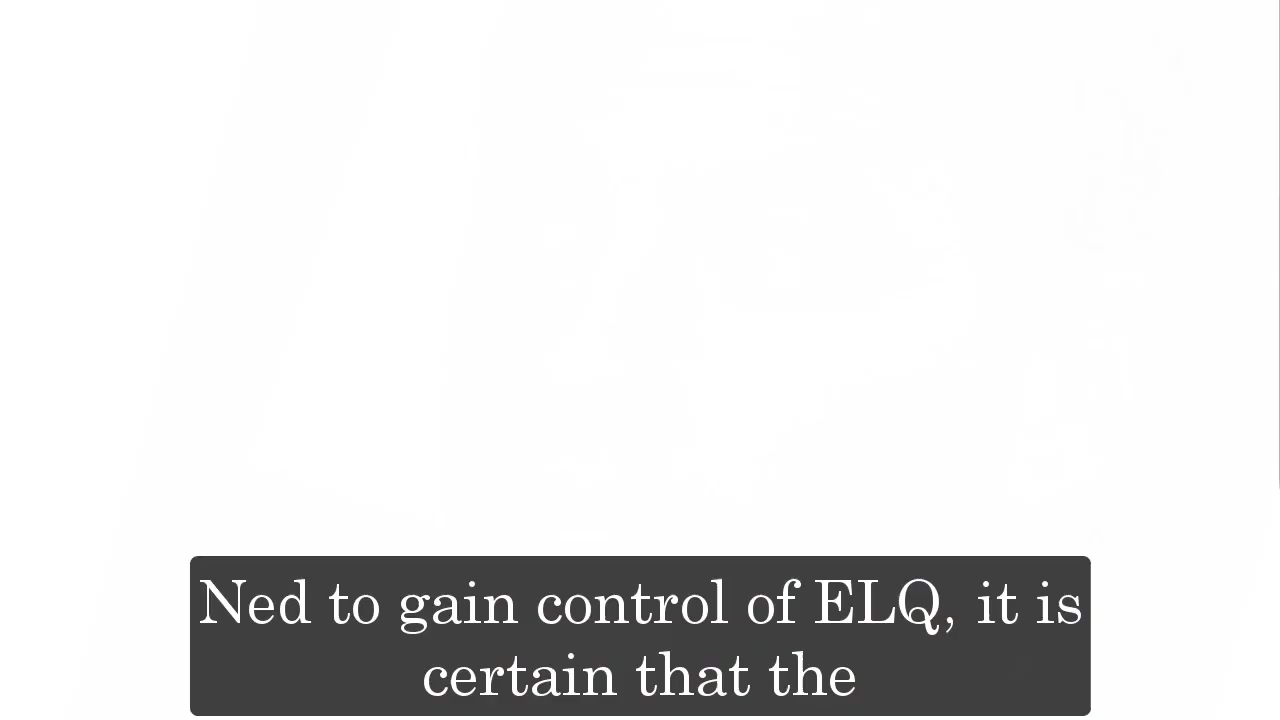 Ned to gain control of ELQ, it is
certain that the